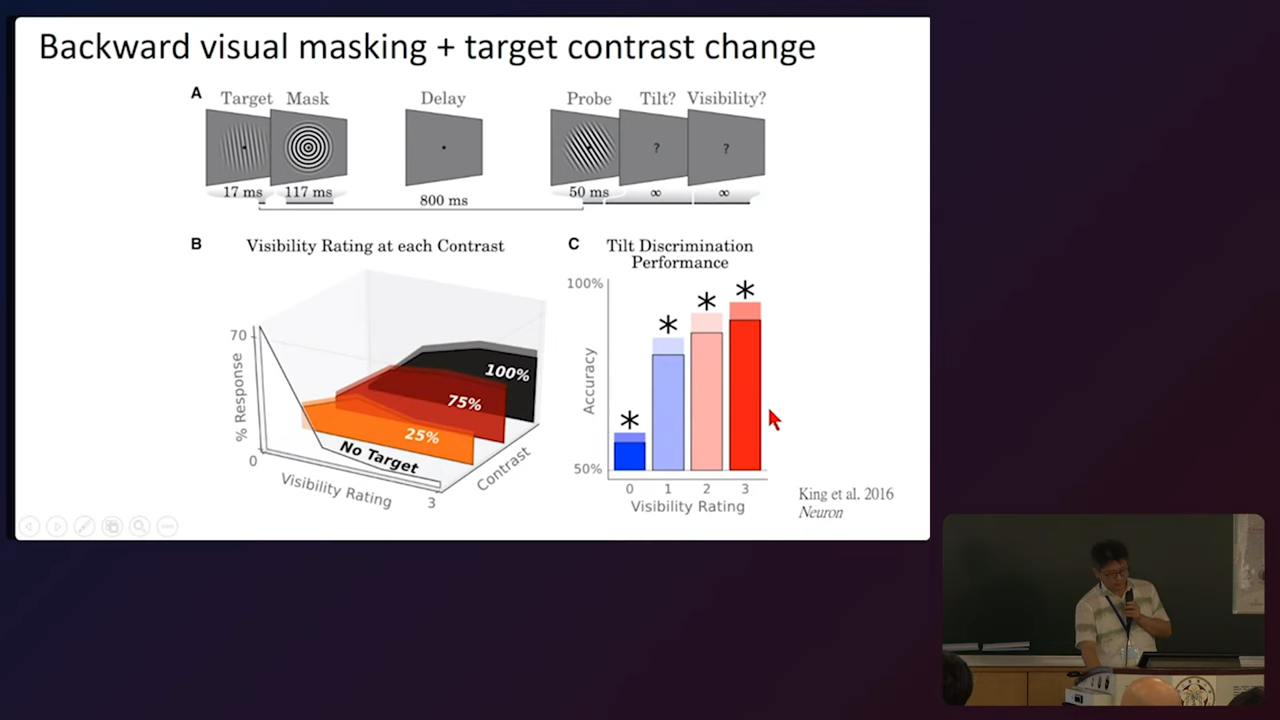 Backward visual masking + target contrast change
A
Target Mask Delay Probe Tilt? Visibility?
? ?
17 ms 117 ms 50 ms ∞ ∞
800 ms
B Visibility Rating at each Contrast
70
% Response
0
Visibility Rating
3
Contrast
100%
75%
25%
No Target
C Tilt Discrimination
Performance
100%
Accuracy
50%
* * * *
0 1 2 3
Visibility Rating
King et al. 2016
Neuron